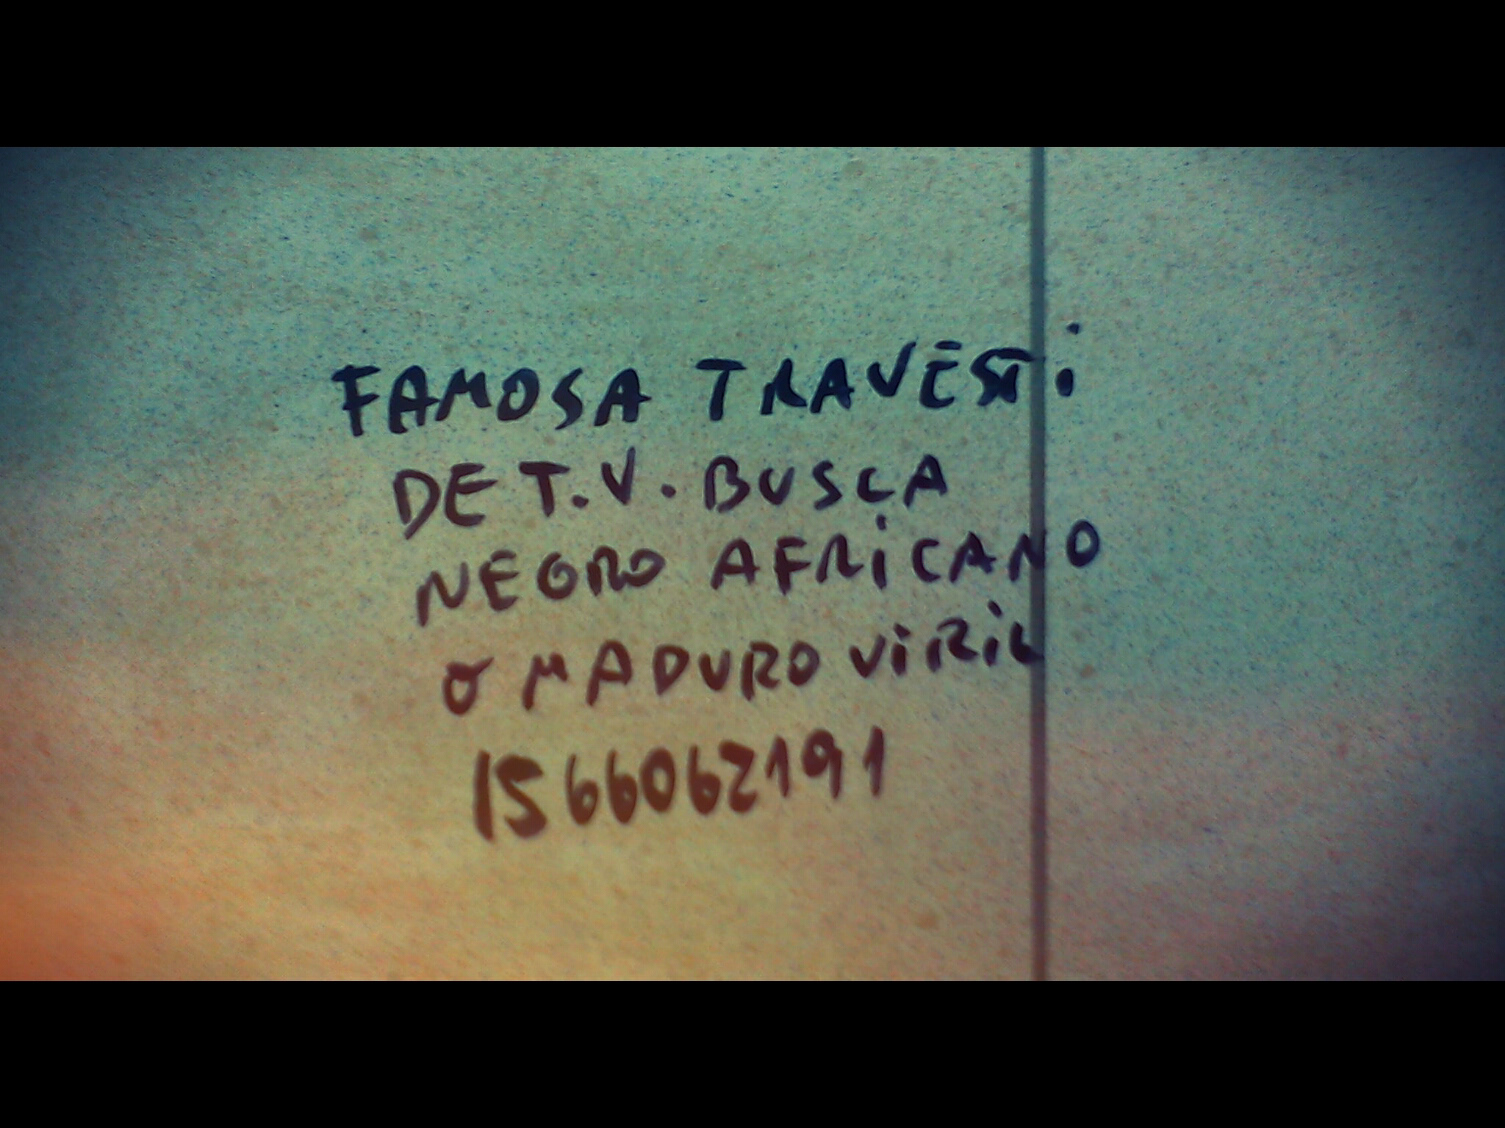 FAMOSA TRAVESTi
DE T.V. BUSCA
NEGRO AFRiCANO
o MADURO ViRiL
1566062191